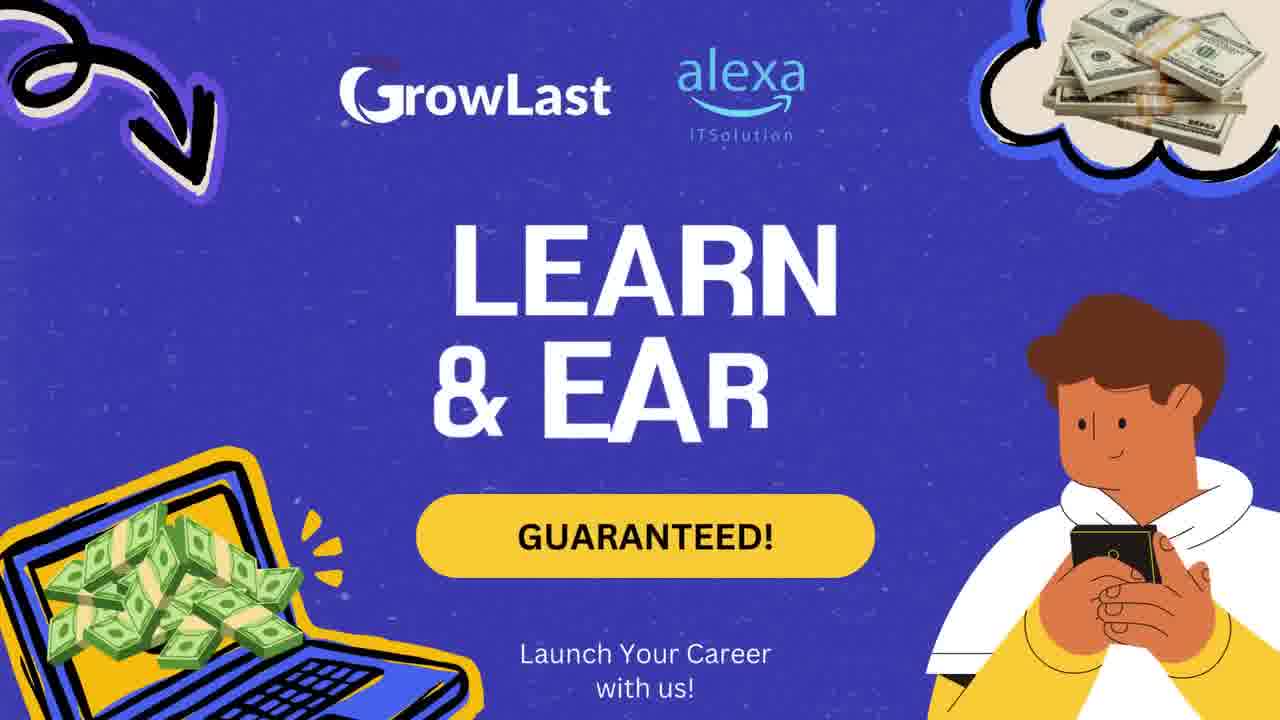 GrowLast
alexa
ITSolution
LEARN
& EAR
GUARANTEED!
Launch Your Career
with us!